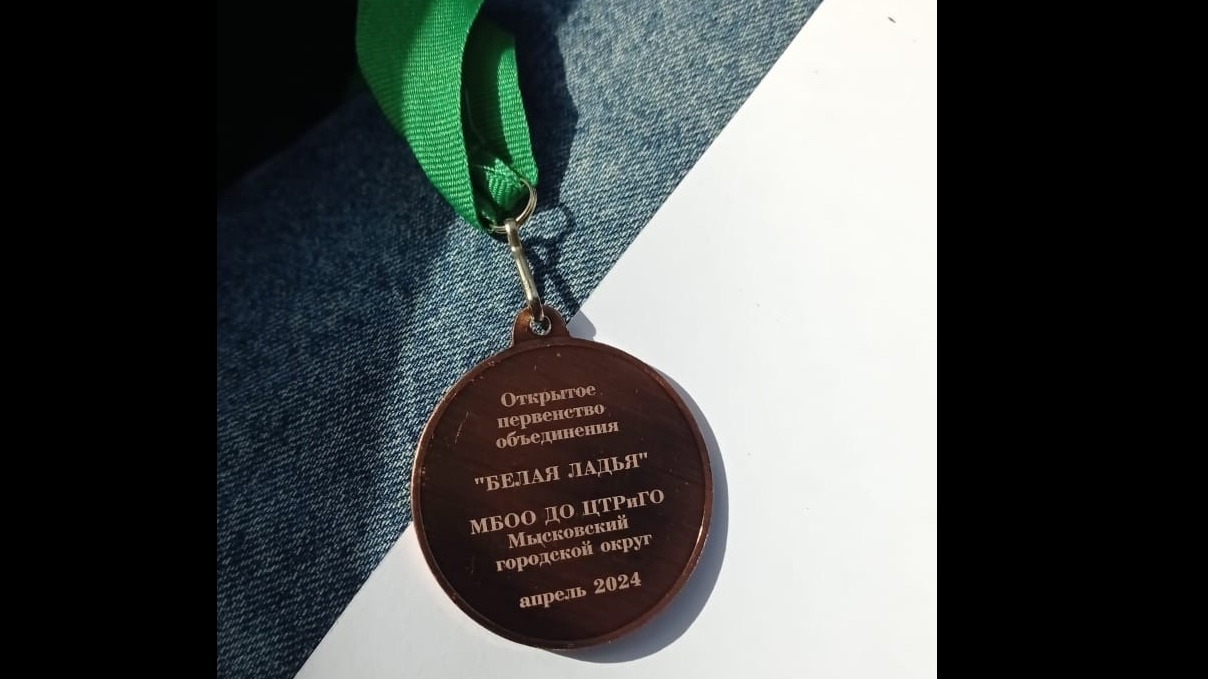 Открытое
первенство
объединения
"БЕЛАЯ ЛАДЬЯ"
МБОО ДО ЦТРиГО
Мысковский
городской округ
апрель 2024